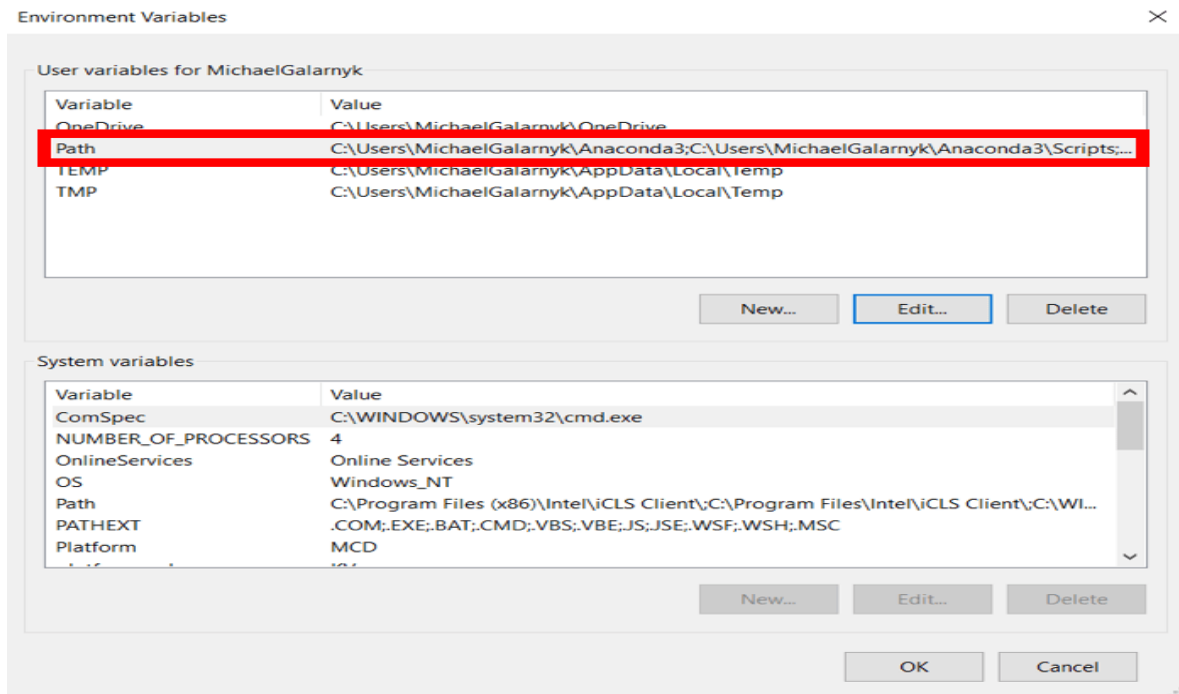 Environment Variables
User variables for MichaelGalarnyk
Variable Value
OneDrive C:\Users\MichaelGalarnyk\OneDrive
Path C:\Users\MichaelGalarnyk\Anaconda3;C:\Users\MichaelGalarnyk\Anaconda3\Scripts;...
TEMP C:\Users\MichaelGalarnyk\AppData\Local\Temp
TMP C:\Users\MichaelGalarnyk\AppData\Local\Temp
New... Edit... Delete
System variables
Variable Value
ComSpec C:\WINDOWS\system32\cmd.exe
NUMBER_OF_PROCESSORS 4
OnlineServices Online Services
OS Windows_NT
Path C:\Program Files (x86)\Intel\iCLS Client\;C:\Program Files\Intel\iCLS Client\;C:\WI...
PATHEXT .COM;.EXE;.BAT;.CMD;.VBS;.VBE;.JS;.JSE;.WSF;.WSH;.MSC
Platform MCD
New... Edit... Delete
OK Cancel